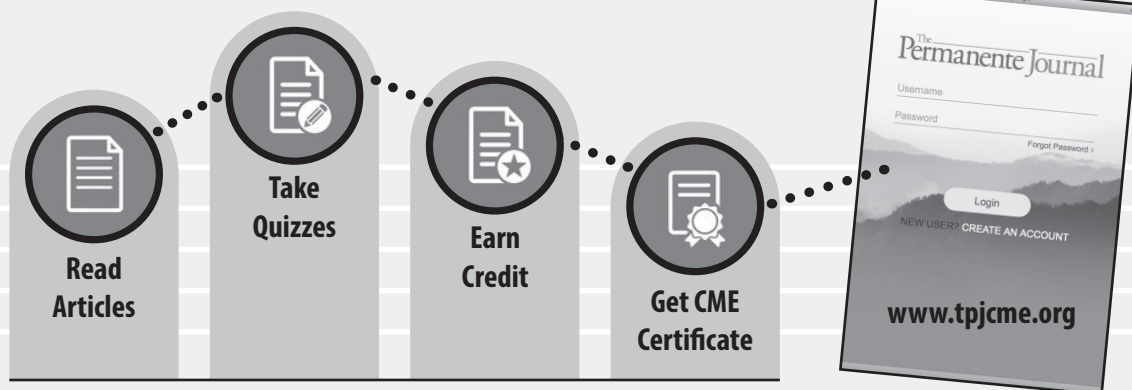 Read
Articles
Take
Quizzes
Earn
Credit
Get CME
Certificate
The
Permanente Journal
Username
Password
Forgot Password >
Login
NEW USER? CREATE AN ACCOUNT
www.tpjcme.org